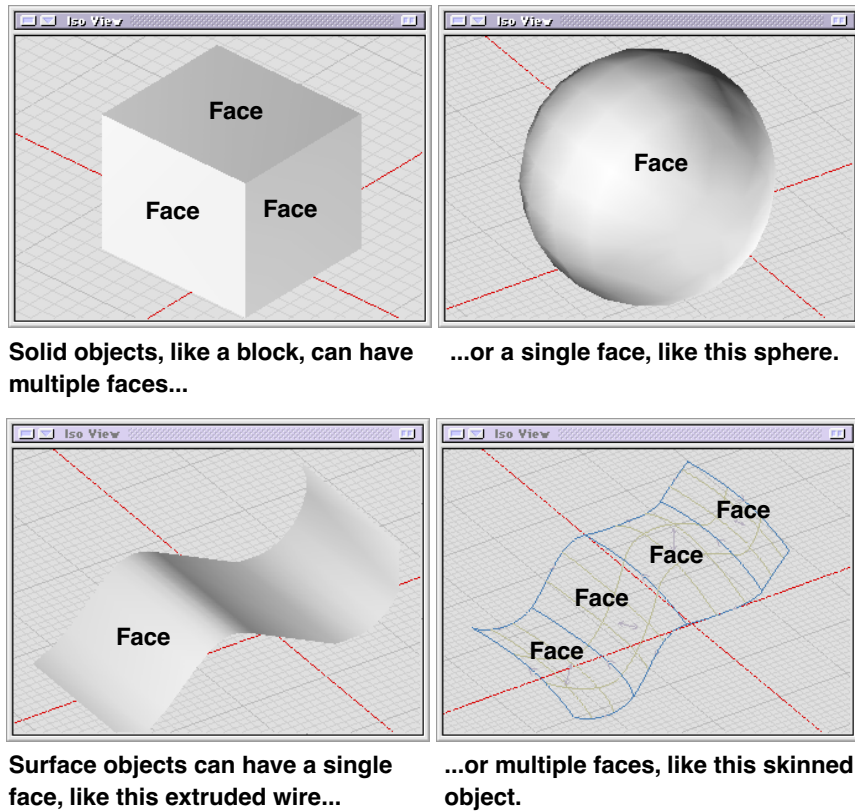 Iso View
Face
Face
Face
Solid objects, like a block, can have
multiple faces...
Iso View
Face
...or a single face, like this sphere.
Iso View
Face
Surface objects can have a single
face, like this extruded wire...
Iso View
Face
Face
Face
Face
...or multiple faces, like this skinned
object.